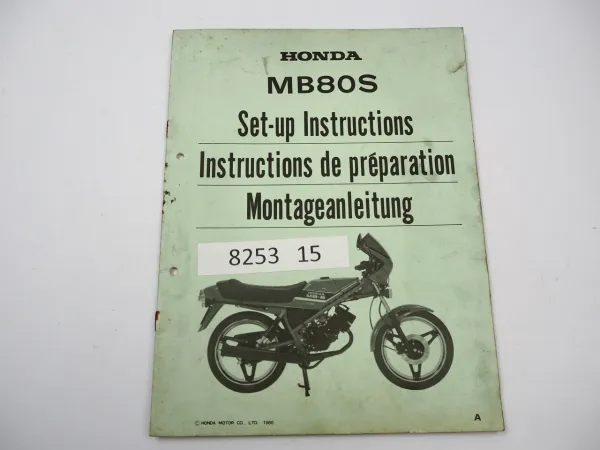 HONDA
MB80S
Set-up Instructions
Instructions de préparation
Montageanleitung
8253 15
© HONDA MOTOR CO., LTD. 1980
A